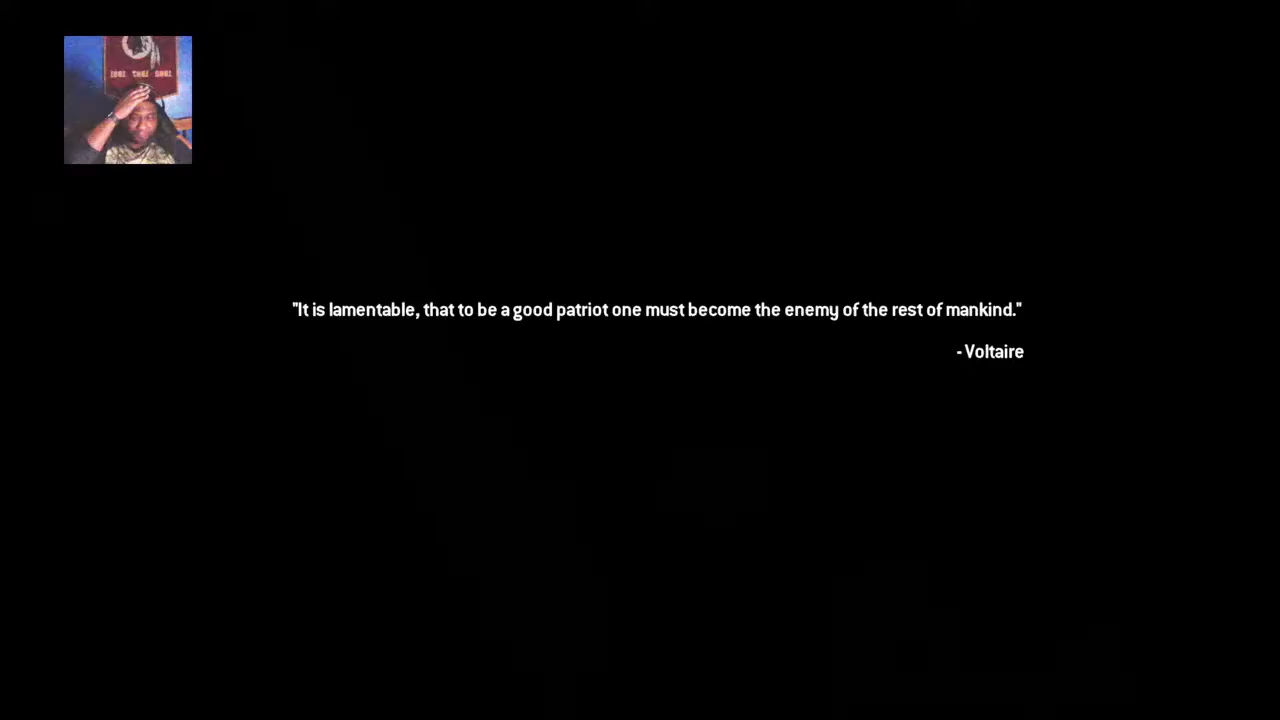 "It is lamentable, that to be a good patriot one must become the enemy of the rest of mankind."
- Voltaire